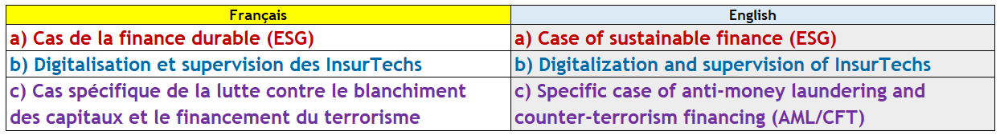 Français
English
a) Cas de la finance durable (ESG)
a) Case of sustainable finance (ESG)
b) Digitalisation et supervision des InsurTechs
b) Digitalization and supervision of InsurTechs
c) Cas spécifique de la lutte contre le blanchiment
des capitaux et le financement du terrorisme
c) Specific case of anti-money laundering and
counter-terrorism financing (AML/CFT)